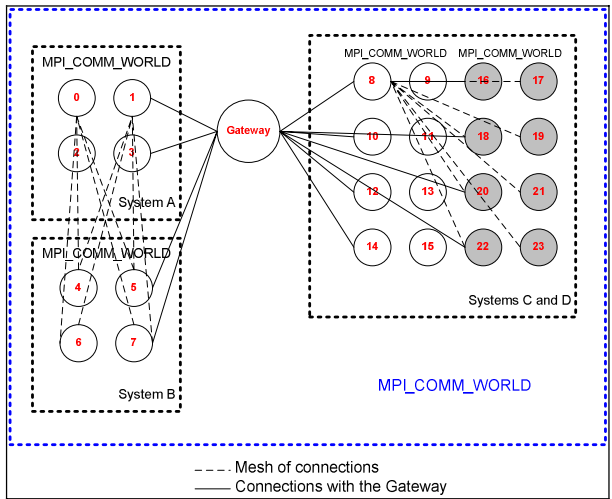 MPI_COMM_WORLD
0 1
2 3
System A
Gateway
MPI_COMM_WORLD MPI_COMM_WORLD
8 9 16 17
10 11 18 19
12 13 20 21
14 15 22 23
Systems C and D
MPI_COMM_WORLD
4 5
6 7
System B
MPI_COMM_WORLD
Mesh of connections
Connections with the Gateway